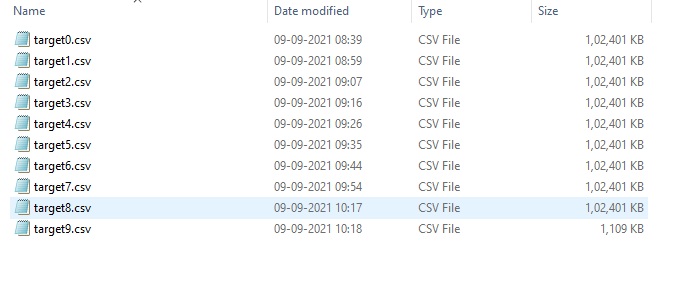 Name Date modified Type Size
target0.csv 09-09-2021 08:39 CSV File 1,02,401 KB
target1.csv 09-09-2021 08:59 CSV File 1,02,401 KB
target2.csv 09-09-2021 09:07 CSV File 1,02,401 KB
target3.csv 09-09-2021 09:16 CSV File 1,02,401 KB
target4.csv 09-09-2021 09:26 CSV File 1,02,401 KB
target5.csv 09-09-2021 09:35 CSV File 1,02,401 KB
target6.csv 09-09-2021 09:44 CSV File 1,02,401 KB
target7.csv 09-09-2021 09:54 CSV File 1,02,401 KB
target8.csv 09-09-2021 10:17 CSV File 1,02,401 KB
target9.csv 09-09-2021 10:18 CSV File 1,109 KB